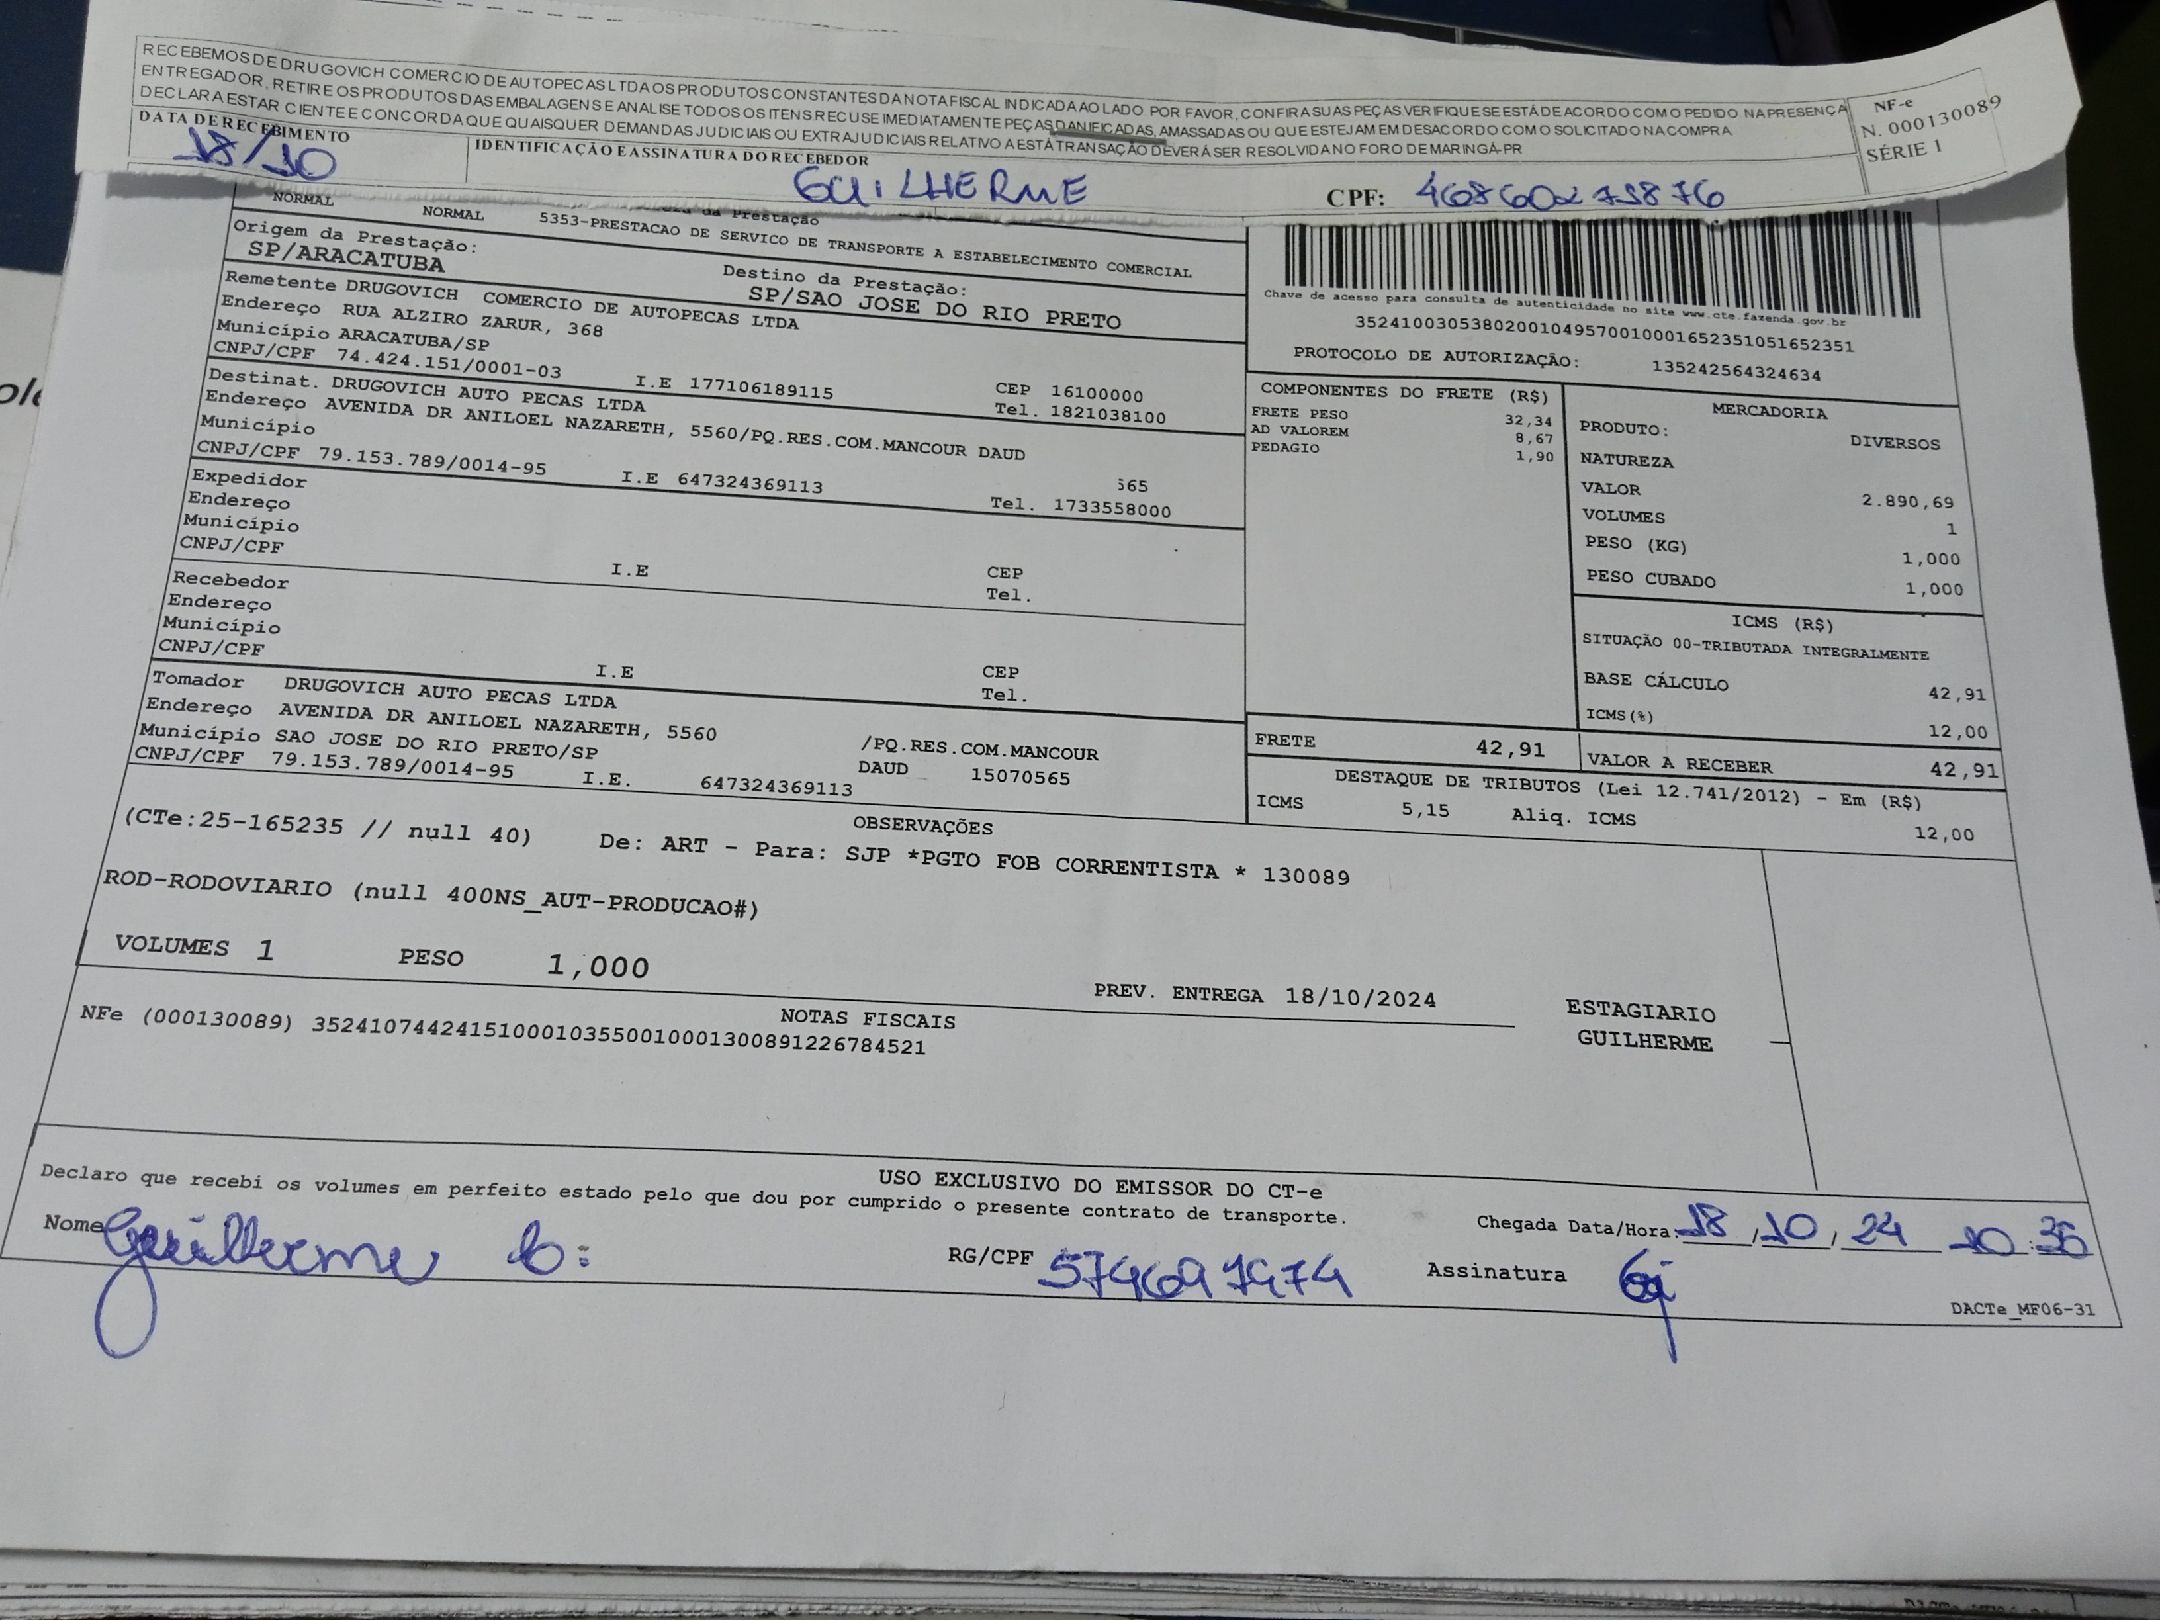 RECEBEMOS DE DRUGOVICH COMERCIO DE AUTOPECAS LTDA OS PRODUTOS CONSTANTES DA NOTA FISCAL INDICADA AO LADO POR FAVOR, CONFIRA SUAS PEÇAS VERIFIQUE SE ESTÁ DE ACORDO COM O PEDIDO NA PRESENÇA
ENTREGADOR, RETIRE OS PRODUTOS DAS EMBALAGENS E ANALISE TODOS OS ITENS RECUSE IMEDIATAMENTE PEÇAS DANIFICADAS, AMASSADAS OU QUE ESTEJAM EM DESACORDO COM O SOLICITADO NA COMPRA
DECLARA ESTAR CIENTE E CONCORDA QUE QUAISQUER DEMANDAS JUDICIAIS OU EXTRAJUDICIAIS RELATIVO A ESTÁ TRANSAÇÃO DEVERÁ SER RESOLVIDA NO FORO DE MARINGÁ-PR
NF-e
N. 000130089
SÉRIE 1
DATA DE RECEBIMENTO
18/10
IDENTIFICAÇÃO E ASSINATURA DO RECEBEDOR
GUILHERME
CPF:
NORMAL NORMAL 5353-PRESTACAO DE SERVICO DE TRANSPORTE A ESTABELECIMENTO COMERCIAL
Origem da Prestação:
SP/ARACATUBA
Destino da Prestação:
SP/SAO JOSE DO RIO PRETO
Remetente DRUGOVICH COMERCIO DE AUTOPECAS LTDA
Endereço RUA ALZIRO ZARUR, 368
Município ARACATUBA/SP CEP 16100000
CNPJ/CPF 74.424.151/0001-03 I.E 177106189115 Tel. 1821038100
Destinat. DRUGOVICH AUTO PECAS LTDA
Endereço AVENIDA DR ANILOEL NAZARETH, 5560/PQ.RES.COM.MANCOUR DAUD
Município 565
CNPJ/CPF 79.153.789/0014-95 I.E 647324369113 Tel. 1733558000
Expedidor
Endereço
Município CEP
CNPJ/CPF I.E Tel.
Recebedor
Endereço
Município CEP
CNPJ/CPF I.E Tel.
Tomador DRUGOVICH AUTO PECAS LTDA
Endereço AVENIDA DR ANILOEL NAZARETH, 5560 /PQ.RES.COM.MANCOUR
Município SAO JOSE DO RIO PRETO/SP DAUD 15070565
CNPJ/CPF 79.153.789/0014-95 I.E. 647324369113
Chave de acesso para consulta de autenticidade no site www.cte.fazenda.gov.br
35241003053802001049570010001652351051652351
PROTOCOLO DE AUTORIZAÇÃO: 135242564324634
COMPONENTES DO FRETE (R$)
FRETE PESO 32,34
AD VALOREM 8,67
PEDAGIO 1,90
MERCADORIA
PRODUTO: DIVERSOS
NATUREZA
VALOR 2.890,69
VOLUMES 1
PESO (KG) 1,000
PESO CUBADO 1,000
ICMS (R$)
SITUAÇÃO 00-TRIBUTADA INTEGRALMENTE
BASE CÁLCULO 42,91
ICMS(%) 12,00
FRETE 42,91 VALOR A RECEBER 42,91
DESTAQUE DE TRIBUTOS (Lei 12.741/2012) - Em (R$)
ICMS 5,15 Aliq. ICMS 12,00
OBSERVAÇÕES
(CTe:25-165235 // null 40) De: ART - Para: SJP *PGTO FOB CORRENTISTA * 130089
ROD-RODOVIARIO (null 400NS_AUT-PRODUCAO#)
VOLUMES 1 PESO 1,000
PREV. ENTREGA 18/10/2024
ESTAGIARIO
GUILHERME
NOTAS FISCAIS
NFe (000130089) 35241074424151000103550010001300891226784521
USO EXCLUSIVO DO EMISSOR DO CT-e
Declaro que recebi os volumes em perfeito estado pelo que dou por cumprido o presente contrato de transporte.
Chegada Data/Hora: 18/10/24 10:36
Nome Guilherme
RG/CPF
Assinatura
DACTe_MF06-31